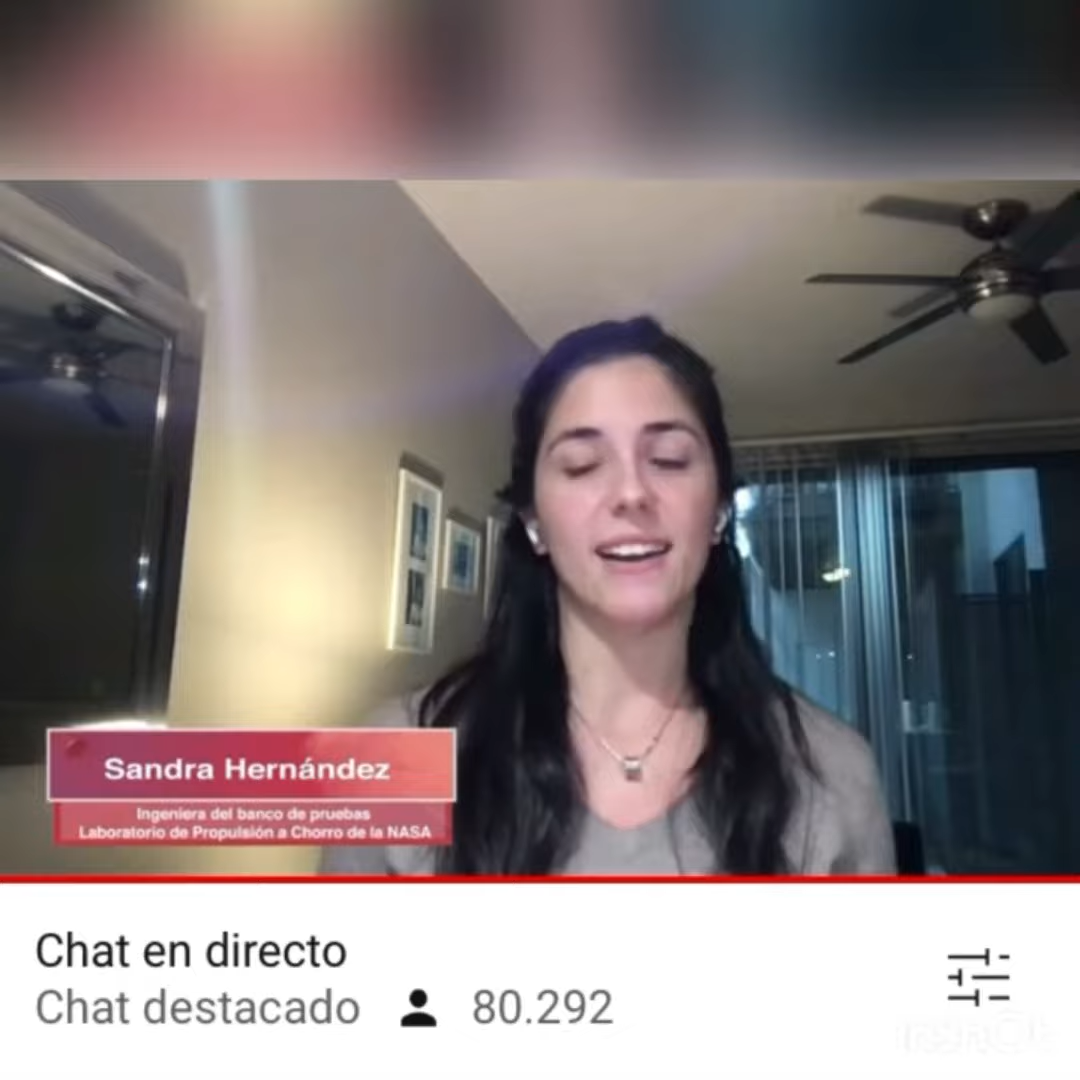 Sandra Hernández
Ingeniera del banco de pruebas
Laboratorio de Propulsión a Chorro de la NASA
Chat en directo
Chat destacado 80.292